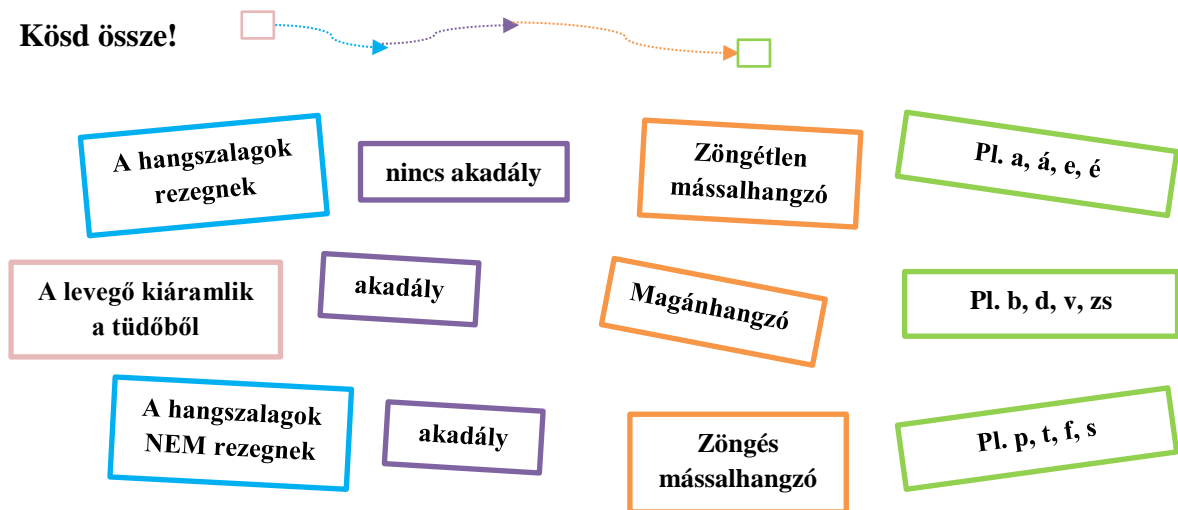 Kösd össze!
A hangszalagok
rezegnek
nincs akadály
Zöngétlen
mássalhangzó
Pl. a, á, e, é
A levegő kiáramlik
a tüdőből
akadály
Magánhangzó
Pl. b, d, v, zs
A hangszalagok
NEM rezegnek
akadály
Zöngés
mássalhangzó
Pl. p, t, f, s